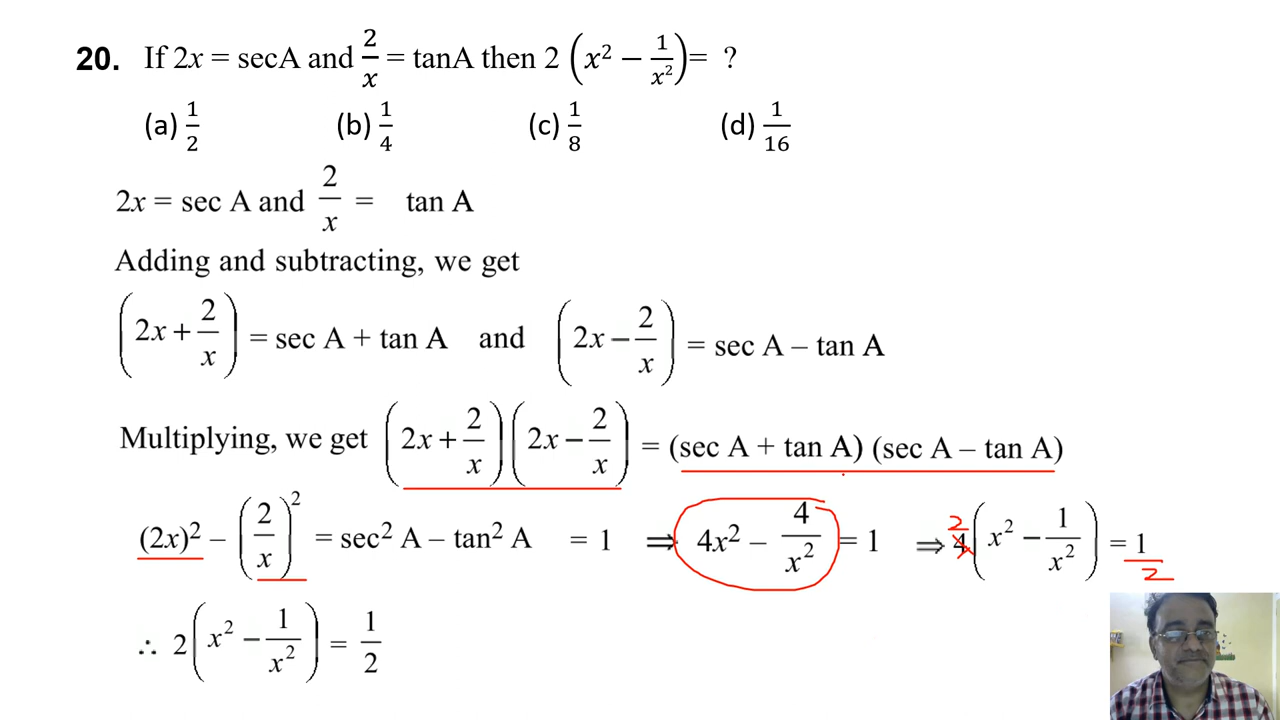 20. If 2x = secA and 2/x = tanA then 2 (x² − 1/x²) = ?
(a) 1/2 (b) 1/4 (c) 1/8 (d) 1/16
2x = sec A and 2/x = tan A
Adding and subtracting, we get
(2x + 2/x) = sec A + tan A and (2x − 2/x) = sec A – tan A
Multiplying, we get (2x + 2/x) (2x − 2/x) = (sec A + tan A) (sec A – tan A)
(2x)² – (2/x)² = sec² A – tan² A = 1 ⇒ 4x² – 4/x² = 1 ⇒ 4 2 (x² − 1/x²) = 1/2
∴ 2 (x² − 1/x²) = 1/2